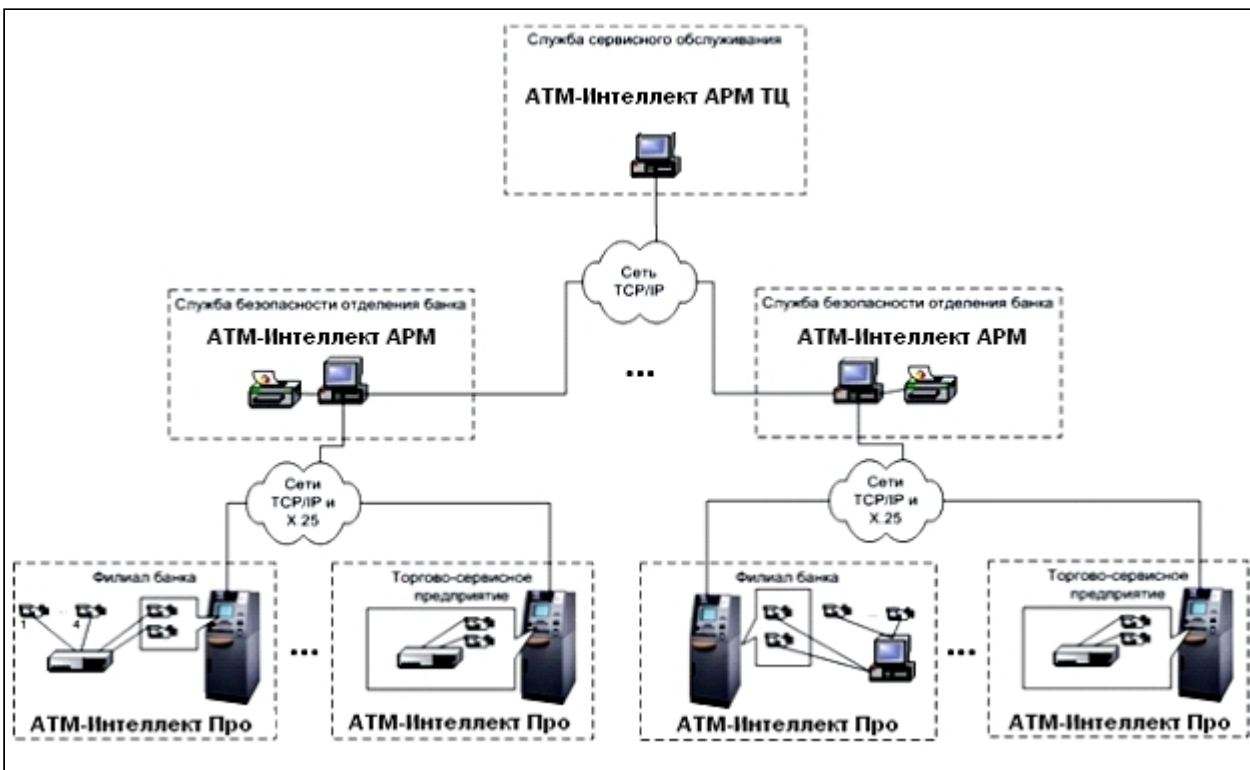 Служба сервисного обслуживания
АТМ-Интеллект АРМ ТЦ
Сеть
TCP/IP
Служба безопасности отделения банка
АТМ-Интеллект АРМ
...
Служба безопасности отделения банка
АТМ-Интеллект АРМ
Сети
TCP/IP и
X.25
Сети
TCP/IP и
X.25
Филиал банка
1
...
4
АТМ-Интеллект Про
...
Торгово-сервисное
предприятие
АТМ-Интеллект Про
Филиал банка
...
АТМ-Интеллект Про
...
Торгово-сервисное
предприятие
АТМ-Интеллект Про